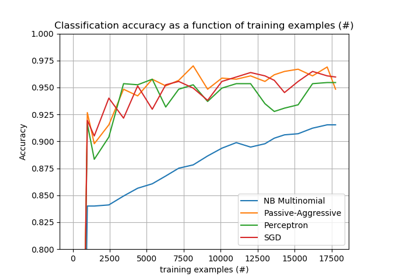 Classification accuracy as a function of training examples (#)
1.000
0.975
0.950
0.925
0.900
0.875
0.850
0.825
0.800
Accuracy
0 2500 5000 7500 10000 12500 15000 17500
training examples (#)
NB Multinomial
Passive-Aggressive
Perceptron
SGD